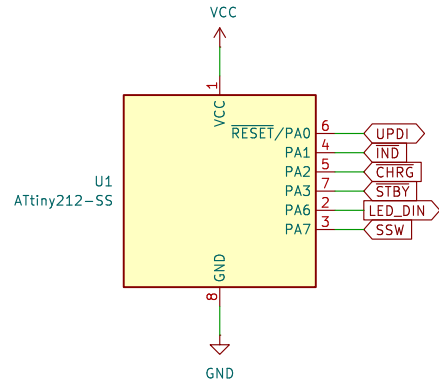 VCC
1
VCC
RESET/PA0 6 UPDI
PA1 4 IND
U1
PA2 5 CHRG
ATtiny212-SS
PA3 7 STBY
PA6 2 LED_DIN
PA7 3 SSW
GND
8
GND